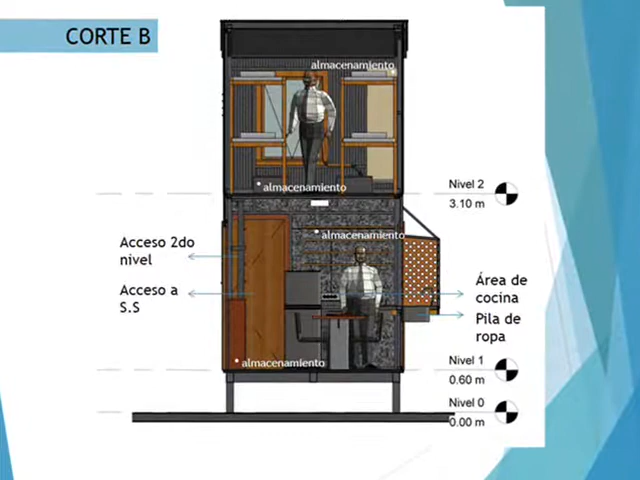 CORTE B
almacenamiento
almacenamiento
Nivel 2
3.10 m
almacenamiento
Acceso 2do
nivel
Acceso a
S.S
Área de
cocina
Pila de
ropa
almacenamiento
Nivel 1
0.60 m
Nivel 0
0.00 m